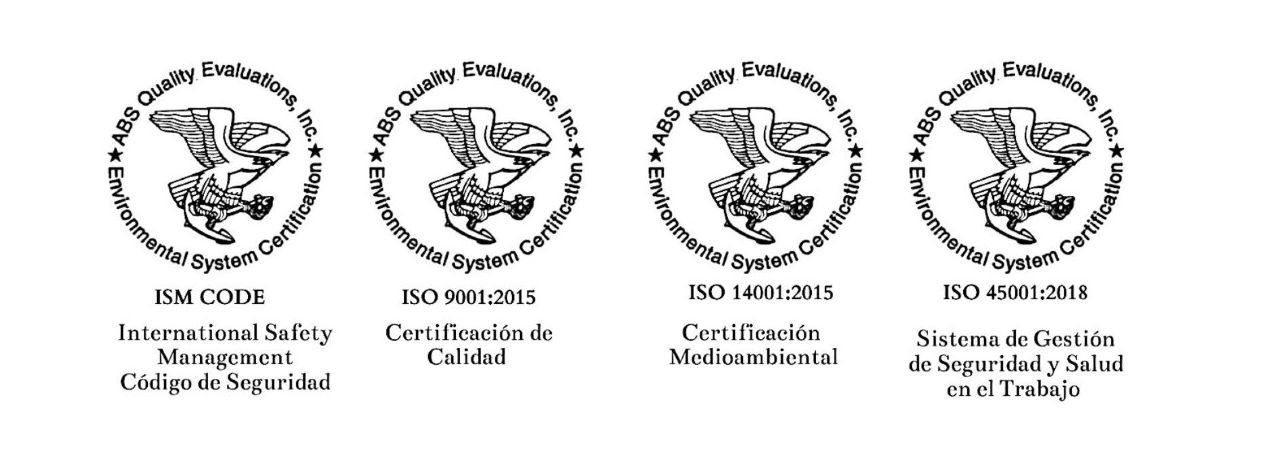 ★ ABS Quality Evaluations, Inc. ★
Environmental System Certification
ISM CODE
International Safety
Management
Código de Seguridad
★ ABS Quality Evaluations, Inc. ★
Environmental System Certification
ISO 9001:2015
Certificación de
Calidad
★ ABS Quality Evaluations, Inc. ★
Environmental System Certification
ISO 14001:2015
Certificación
Medioambiental
★ ABS Quality Evaluations, Inc. ★
Environmental System Certification
ISO 45001:2018
Sistema de Gestión
de Seguridad y Salud
en el Trabajo